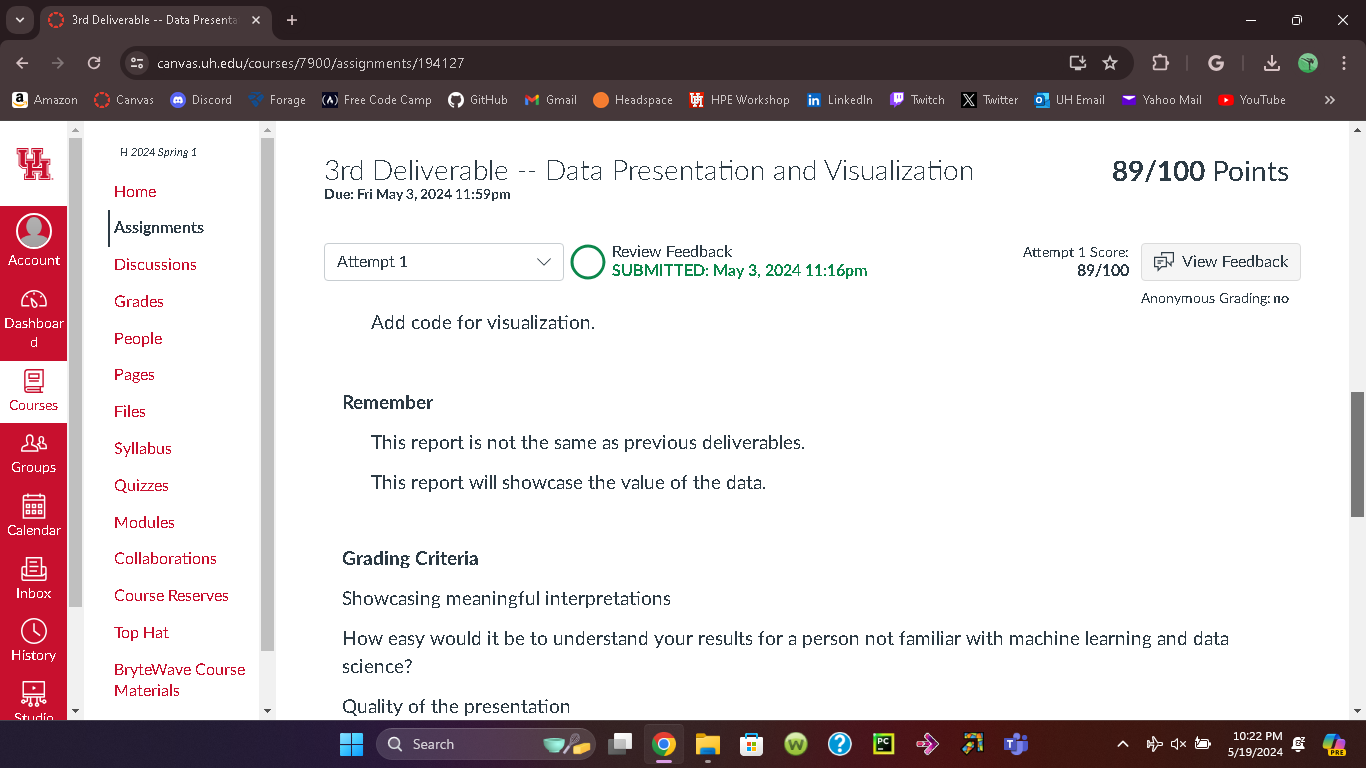 3rd Deliverable -- Data Presenta
canvas.uh.edu/courses/7900/assignments/194127
Amazon
Canvas
Discord
Forage
Free Code Camp
GitHub
Gmail
Headspace
HPE Workshop
LinkedIn
Twitch
Twitter
UH Email
Yahoo Mail
YouTube
Account
Dashboar
d
Courses
Groups
Calendar
Inbox
History
Studio
H 2024 Spring 1
Home
Assignments
Discussions
Grades
People
Pages
Files
Syllabus
Quizzes
Modules
Collaborations
Course Reserves
Top Hat
BryteWave Course
Materials
3rd Deliverable -- Data Presentation and Visualization
Due: Fri May 3, 2024 11:59pm
89/100 Points
Attempt 1
Review Feedback
SUBMITTED: May 3, 2024 11:16pm
Attempt 1 Score:
89/100
View Feedback
Anonymous Grading: no
Add code for visualization.
Remember
This report is not the same as previous deliverables.
This report will showcase the value of the data.
Grading Criteria
Showcasing meaningful interpretations
How easy would it be to understand your results for a person not familiar with machine learning and data
science?
Quality of the presentation
Search
10:22 PM
5/19/2024